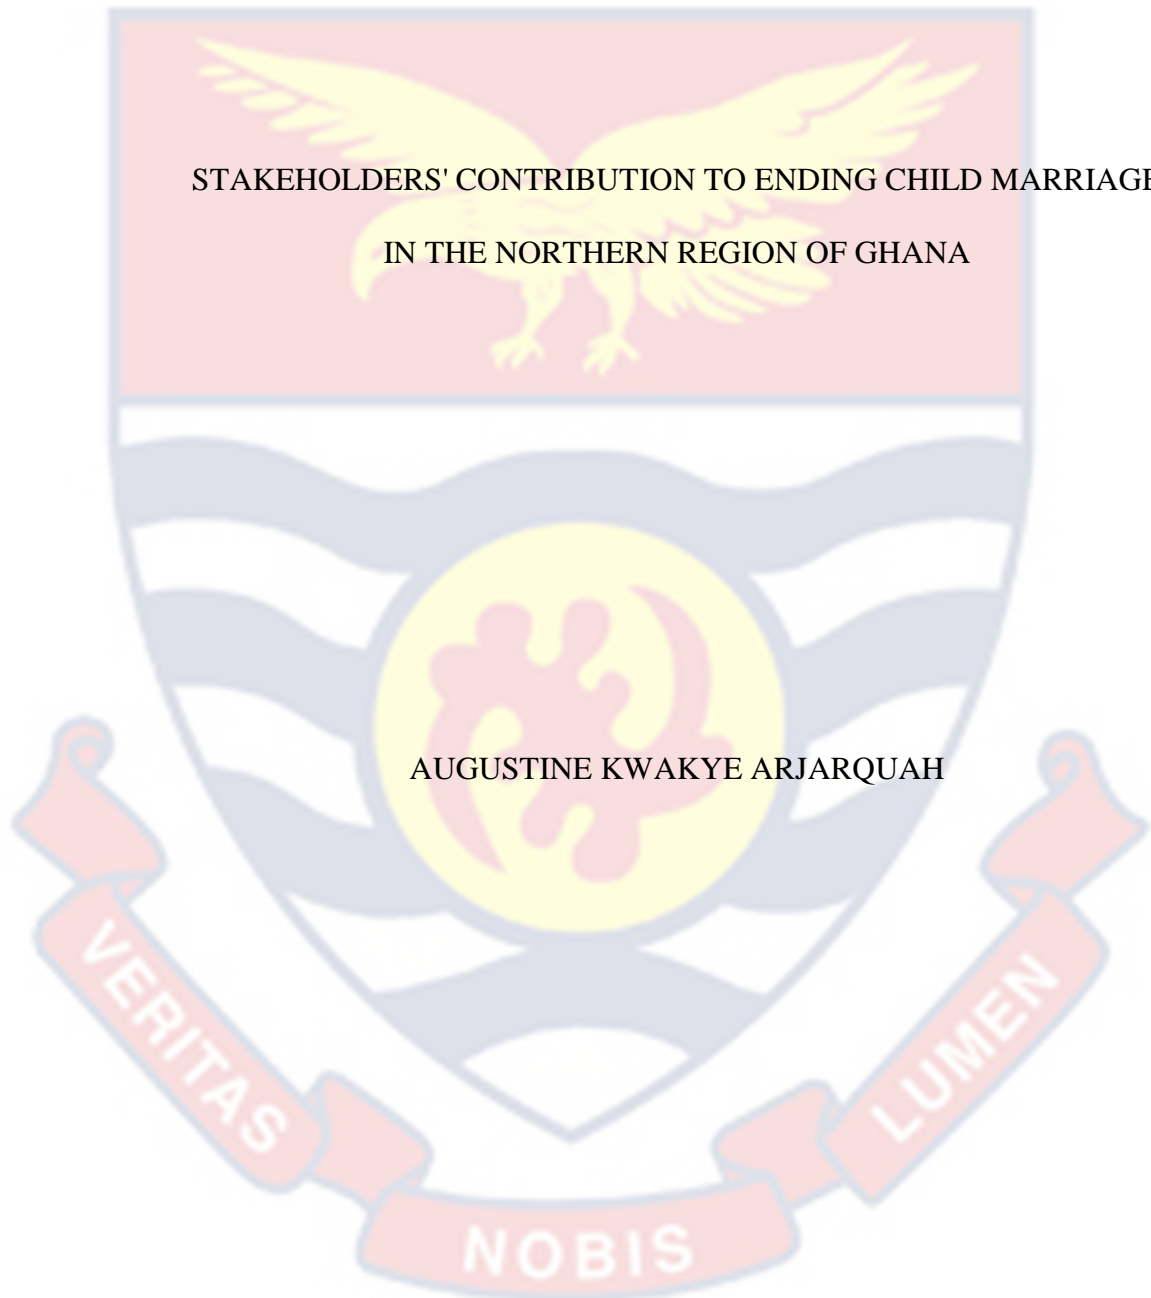 STAKEHOLDERS' CONTRIBUTION TO ENDING CHILD MARRIAGE
IN THE NORTHERN REGION OF GHANA
AUGUSTINE KWAKYE ARJARQUAH
VERITAS
NOBIS
LUMEN